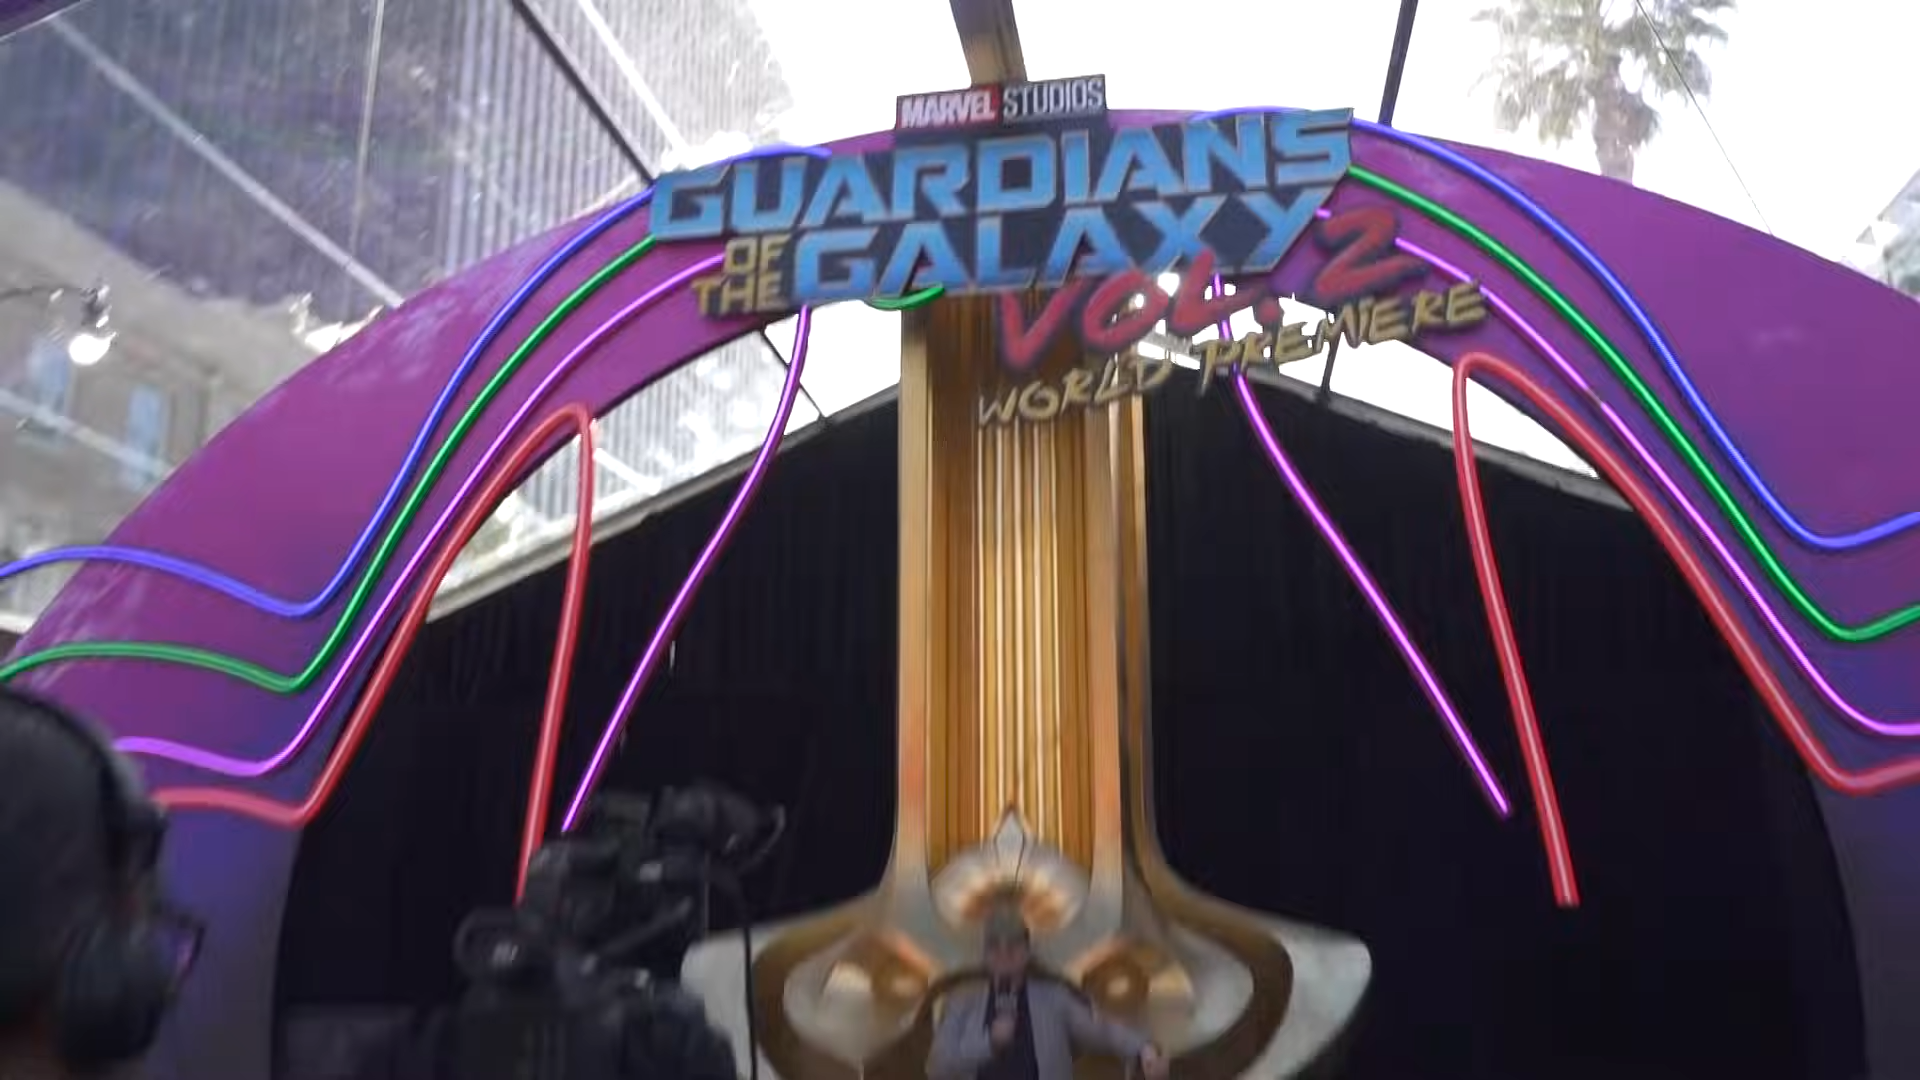 MARVEL STUDIOS
GUARDIANS
OF THE GALAXY
VOL. 2
WORLD PREMIERE